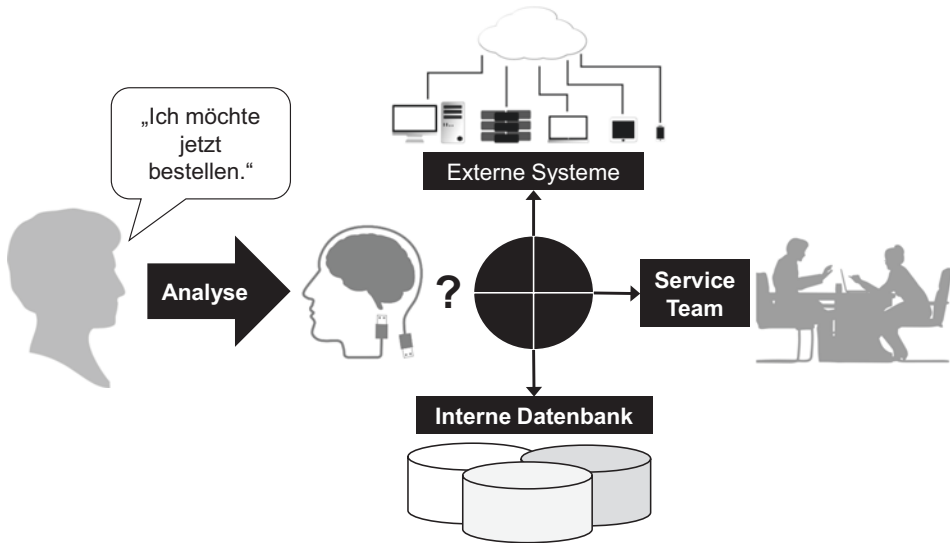 „Ich möchte
jetzt
bestellen.“
Externe Systeme
Analyse
?
Service
Team
Interne Datenbank